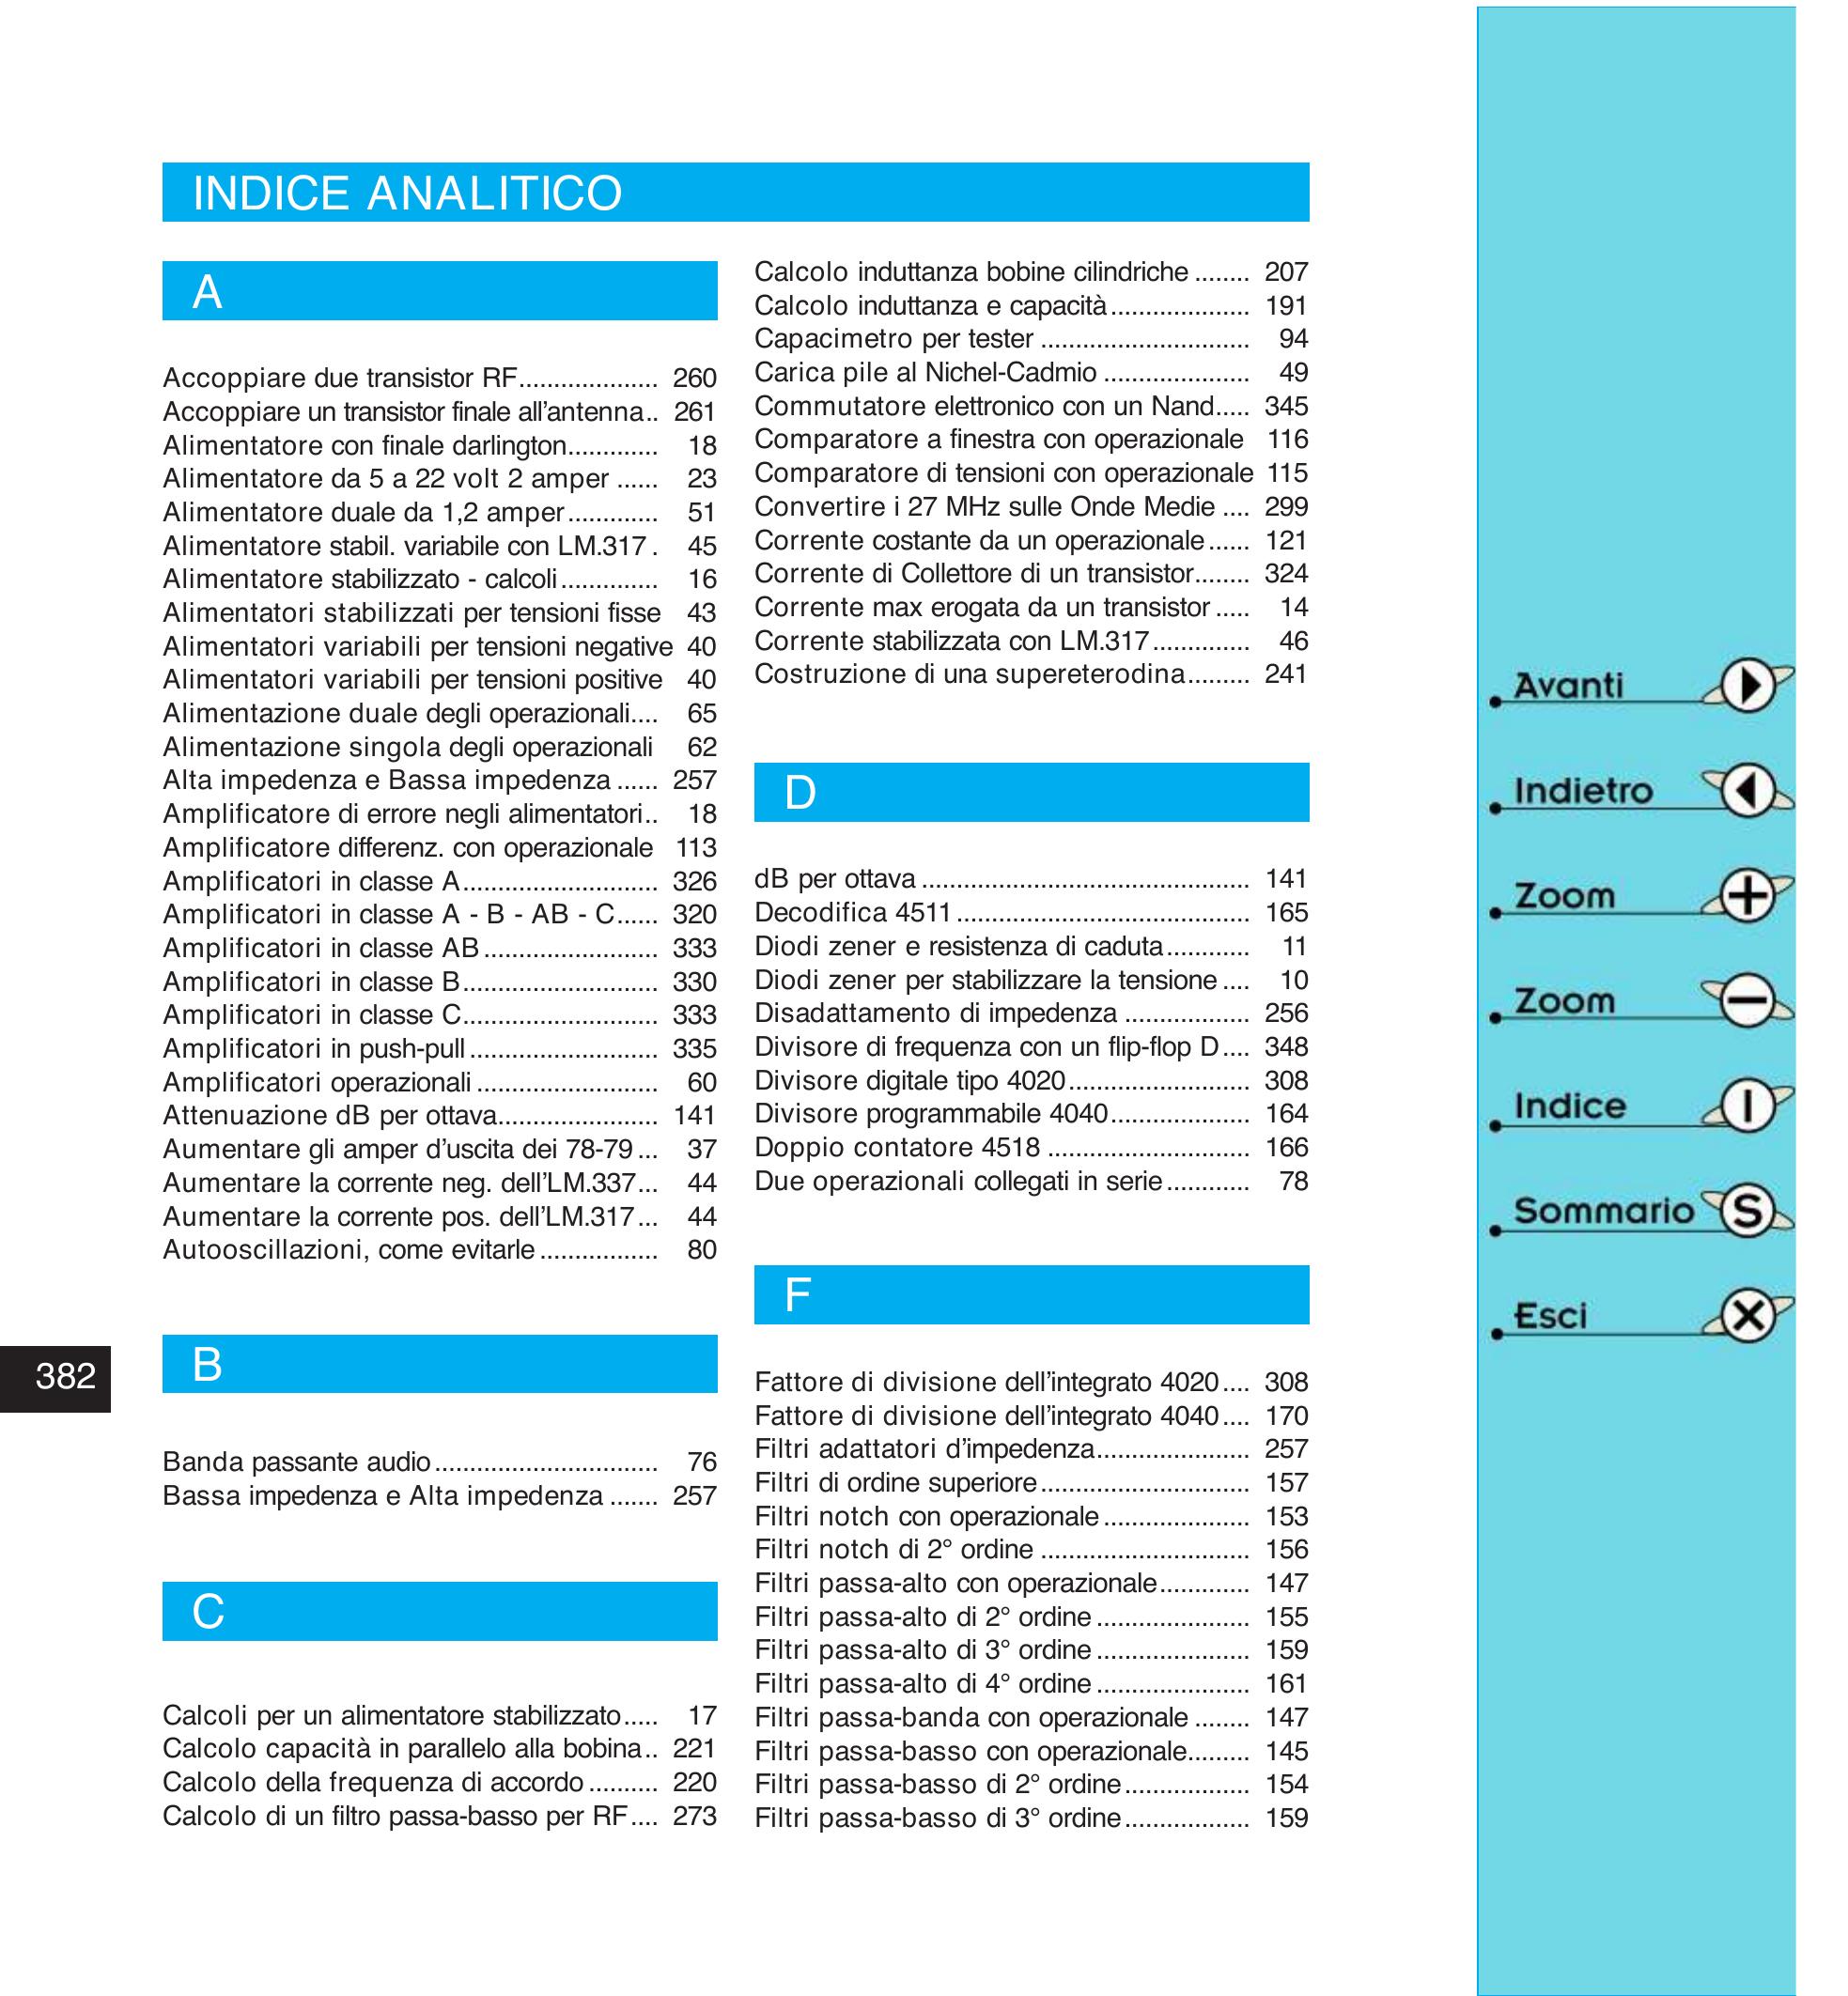 INDICE ANALITICO
A
Accoppiare due transistor RF.................... 260
Accoppiare un transistor finale all'antenna.. 261
Alimentatore con finale darlington............. 18
Alimentatore da 5 a 22 volt 2 amper ...... 23
Alimentatore duale da 1,2 amper............. 51
Alimentatore stabil. variabile con LM.317 . 45
Alimentatore stabilizzato - calcoli.............. 16
Alimentatori stabilizzati per tensioni fisse 43
Alimentatori variabili per tensioni negative 40
Alimentatori variabili per tensioni positive 40
Alimentazione duale degli operazionali.... 65
Alimentazione singola degli operazionali 62
Alta impedenza e Bassa impedenza ...... 257
Amplificatore di errore negli alimentatori.. 18
Amplificatore differenz. con operazionale 113
Amplificatori in classe A............................ 326
Amplificatori in classe A - B - AB - C...... 320
Amplificatori in classe AB......................... 333
Amplificatori in classe B............................ 330
Amplificatori in classe C............................ 333
Amplificatori in push-pull........................... 335
Amplificatori operazionali.......................... 60
Attenuazione dB per ottava....................... 141
Aumentare gli amper d'uscita dei 78-79... 37
Aumentare la corrente neg. dell'LM.337... 44
Aumentare la corrente pos. dell'LM.317... 44
Autooscillazioni, come evitarle................. 80
B
Banda passante audio................................ 76
Bassa impedenza e Alta impedenza ....... 257
C
Calcoli per un alimentatore stabilizzato..... 17
Calcolo capacità in parallelo alla bobina.. 221
Calcolo della frequenza di accordo.......... 220
Calcolo di un filtro passa-basso per RF.... 273
Calcolo induttanza bobine cilindriche ........ 207
Calcolo induttanza e capacità.................... 191
Capacimetro per tester .............................. 94
Carica pile al Nichel-Cadmio ..................... 49
Commutatore elettronico con un Nand..... 345
Comparatore a finestra con operazionale 116
Comparatore di tensioni con operazionale 115
Convertire i 27 MHz sulle Onde Medie .... 299
Corrente costante da un operazionale...... 121
Corrente di Collettore di un transistor........ 324
Corrente max erogata da un transistor..... 14
Corrente stabilizzata con LM.317.............. 46
Costruzione di una supereterodina......... 241
D
dB per ottava ............................................... 141
Decodifica 4511.......................................... 165
Diodi zener e resistenza di caduta............ 11
Diodi zener per stabilizzare la tensione.... 10
Disadattamento di impedenza .................. 256
Divisore di frequenza con un flip-flop D.... 348
Divisore digitale tipo 4020.......................... 308
Divisore programmabile 4040.................... 164
Doppio contatore 4518 ............................. 166
Due operazionali collegati in serie............ 78
F
Fattore di divisione dell'integrato 4020.... 308
Fattore di divisione dell'integrato 4040.... 170
Filtri adattatori d'impedenza...................... 257
Filtri di ordine superiore.............................. 157
Filtri notch con operazionale..................... 153
Filtri notch di 2° ordine .............................. 156
Filtri passa-alto con operazionale............. 147
Filtri passa-alto di 2° ordine...................... 155
Filtri passa-alto di 3° ordine...................... 159
Filtri passa-alto di 4° ordine...................... 161
Filtri passa-banda con operazionale ........ 147
Filtri passa-basso con operazionale......... 145
Filtri passa-basso di 2° ordine.................. 154
Filtri passa-basso di 3° ordine.................. 159
382
Avanti
Indietro
Zoom +
Zoom −
Indice I
Sommario S
Esci X